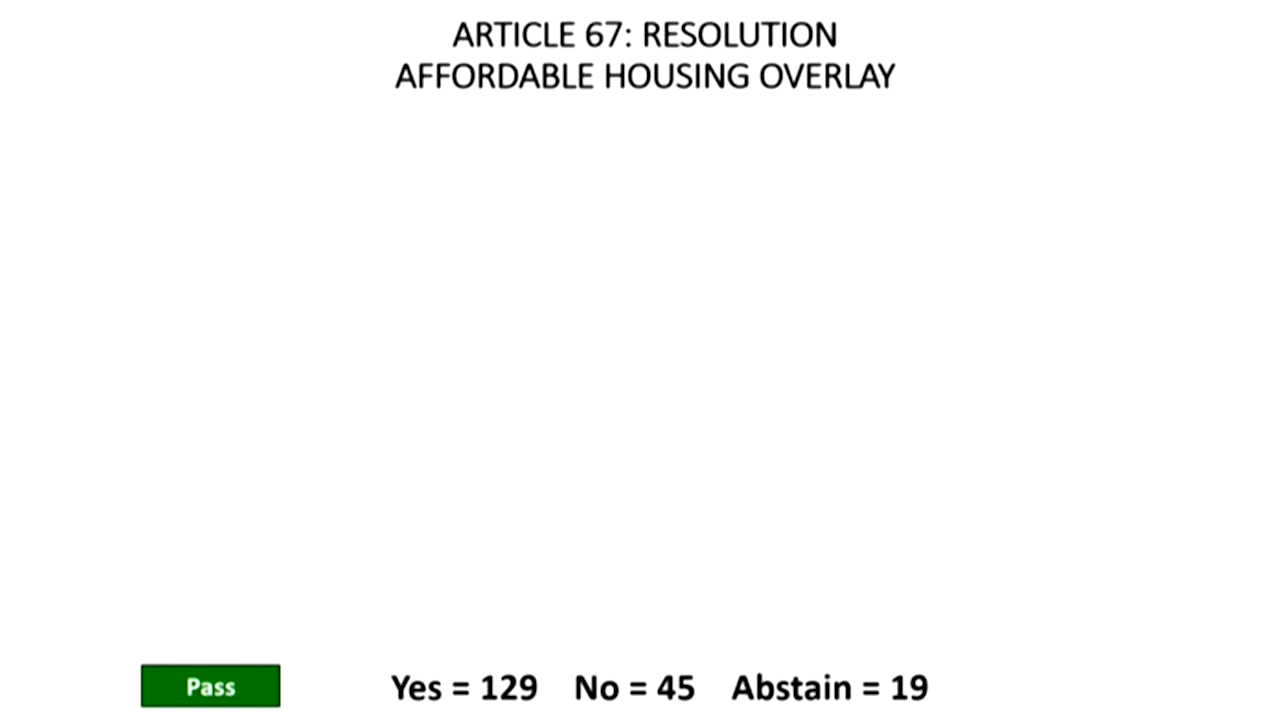 ARTICLE 67: RESOLUTION
AFFORDABLE HOUSING OVERLAY
Pass Yes = 129 No = 45 Abstain = 19